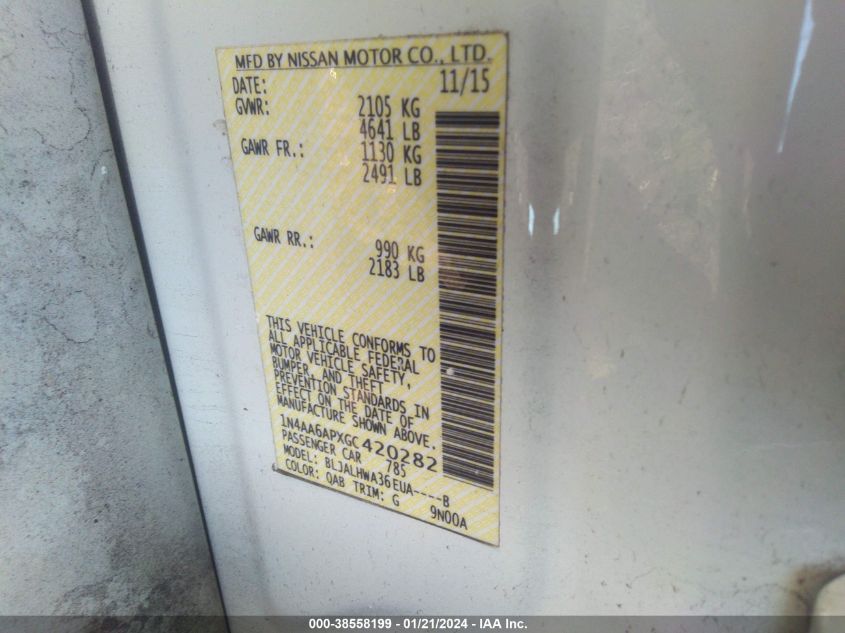 MFD BY NISSAN MOTOR CO., LTD.
DATE: 11/15
GVWR: 2105 KG
4641 LB
GAWR FR.: 1130 KG
2491 LB
GAWR RR.: 990 KG
2183 LB
THIS VEHICLE CONFORMS TO
ALL APPLICABLE FEDERAL
MOTOR VEHICLE SAFETY,
BUMPER, AND THEFT
PREVENTION STANDARDS IN
EFFECT ON THE DATE OF
MANUFACTURE SHOWN ABOVE.
1N4AA6APXGC420282
PASSENGER CAR 785
MODEL: BLJALHWA36EUA----B
COLOR: QAB TRIM: G 9N00A
000-38558199 - 01/21/2024 - IAA Inc.